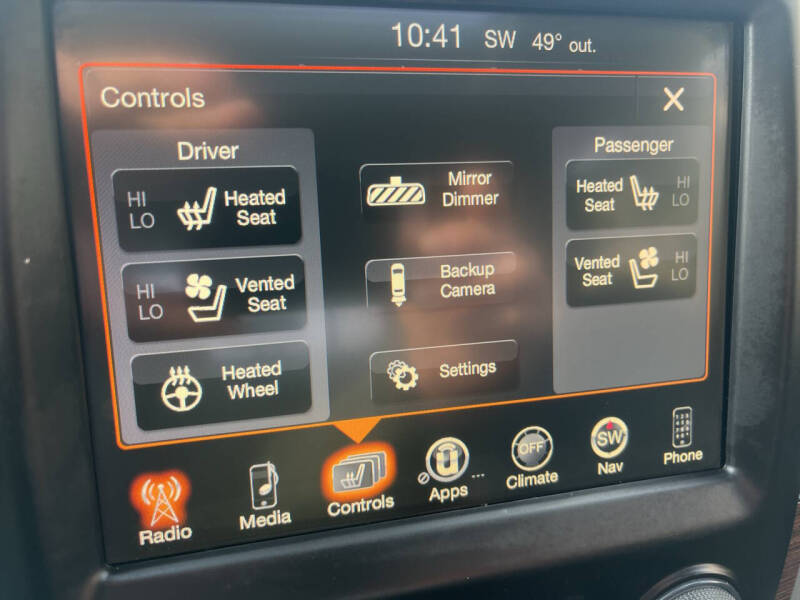 10:41 SW 49° out.
Controls
Driver
Passenger
HI
LO
Heated
Seat
Mirror
Dimmer
Heated
Seat
HI
LO
HI
LO
Vented
Seat
Backup
Camera
Vented
Seat
HI
LO
Heated
Wheel
Settings
Radio
Media
Controls
Apps
OFF
Climate
SW
Nav
Phone